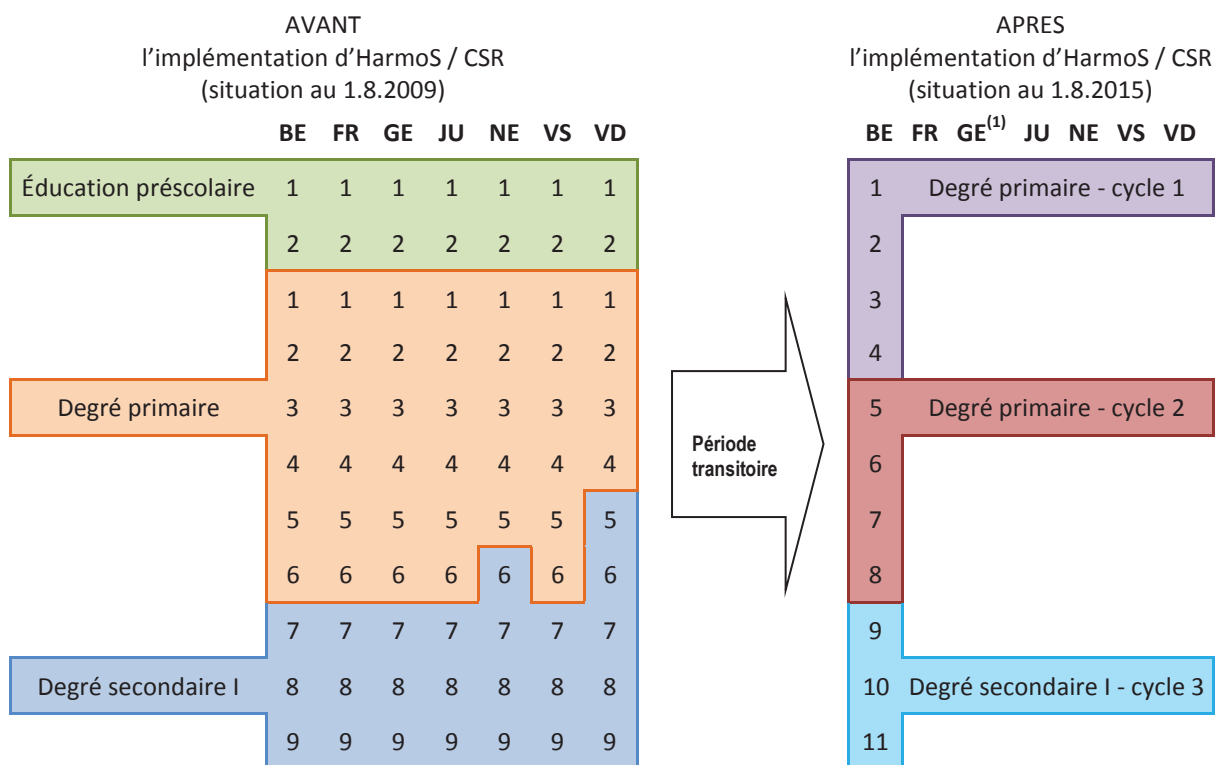 AVANT
l’implémentation d’HarmoS / CSR
(situation au 1.8.2009)
BE FR GE JU NE VS VD
Éducation préscolaire 1 1 1 1 1 1 1
2 2 2 2 2 2 2
1 1 1 1 1 1 1
2 2 2 2 2 2 2
Degré primaire 3 3 3 3 3 3 3
4 4 4 4 4 4 4
5 5 5 5 5 5 5
6 6 6 6 6 6 6
7 7 7 7 7 7 7
Degré secondaire I 8 8 8 8 8 8 8
9 9 9 9 9 9 9
Période
transitoire
APRES
l’implémentation d’HarmoS / CSR
(situation au 1.8.2015)
BE FR GE(1) JU NE VS VD
1 Degré primaire - cycle 1
2
3
4
5 Degré primaire - cycle 2
6
7
8
9
10 Degré secondaire I - cycle 3
11